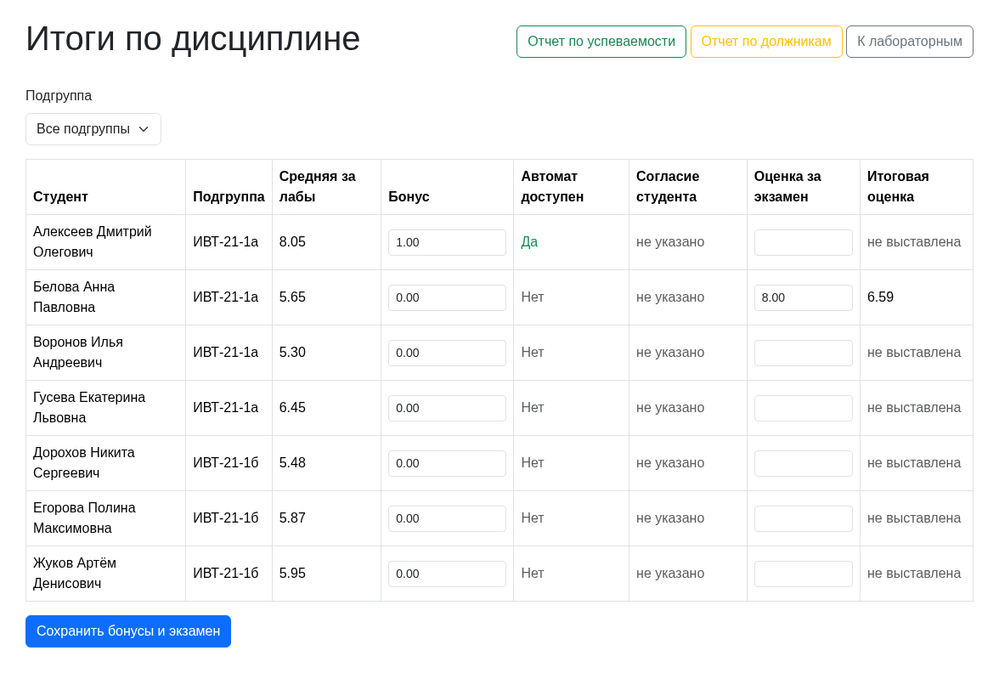 Итоги по дисциплине
Отчет по успеваемости
Отчет по должникам
К лабораторным
Подгруппа
Все подгруппы
Студент Подгруппа Средняя за лабы Бонус Автомат доступен Согласие студента Оценка за экзамен Итоговая оценка
Алексеев Дмитрий Олегович ИВТ-21-1а 8.05 1.00 Да не указано не выставлена
Белова Анна Павловна ИВТ-21-1а 5.65 0.00 Нет не указано 8.00 6.59
Воронов Илья Андреевич ИВТ-21-1а 5.30 0.00 Нет не указано не выставлена
Гусева Екатерина Львовна ИВТ-21-1а 6.45 0.00 Нет не указано не выставлена
Дорохов Никита Сергеевич ИВТ-21-1б 5.48 0.00 Нет не указано не выставлена
Егорова Полина Максимовна ИВТ-21-1б 5.87 0.00 Нет не указано не выставлена
Жуков Артём Денисович ИВТ-21-1б 5.95 0.00 Нет не указано не выставлена
Сохранить бонусы и экзамен